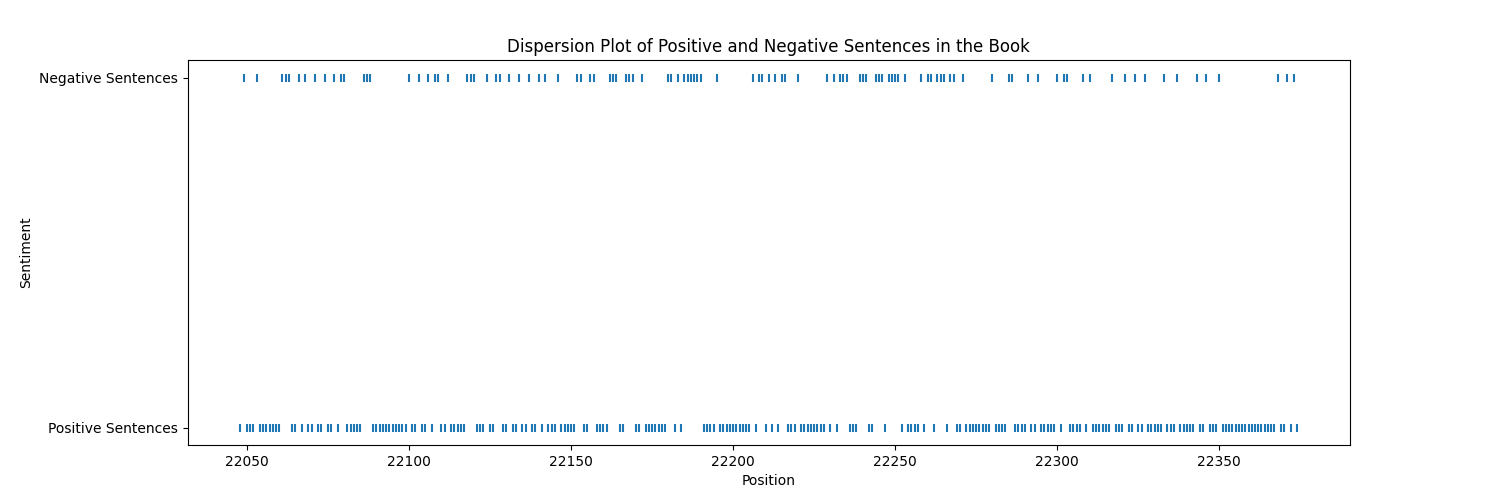 Dispersion Plot of Positive and Negative Sentences in the Book
Negative Sentences
Sentiment
Positive Sentences
22050 22100 22150 22200 22250 22300 22350
Position